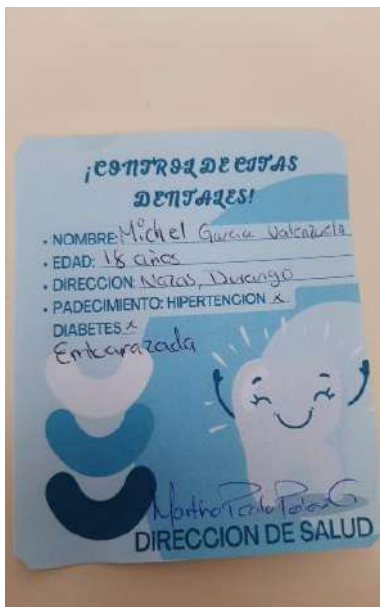 ¡CONTROL DE CITAS
DENTALES!
• NOMBRE: Michel Garcia Valenzuela
• EDAD: 18 años
• DIRECCION: Nazas, Durango
• PADECIMIENTO: HIPERTENCION x
DIABETES x
Embarazada
Martha
DIRECCION DE SALUD